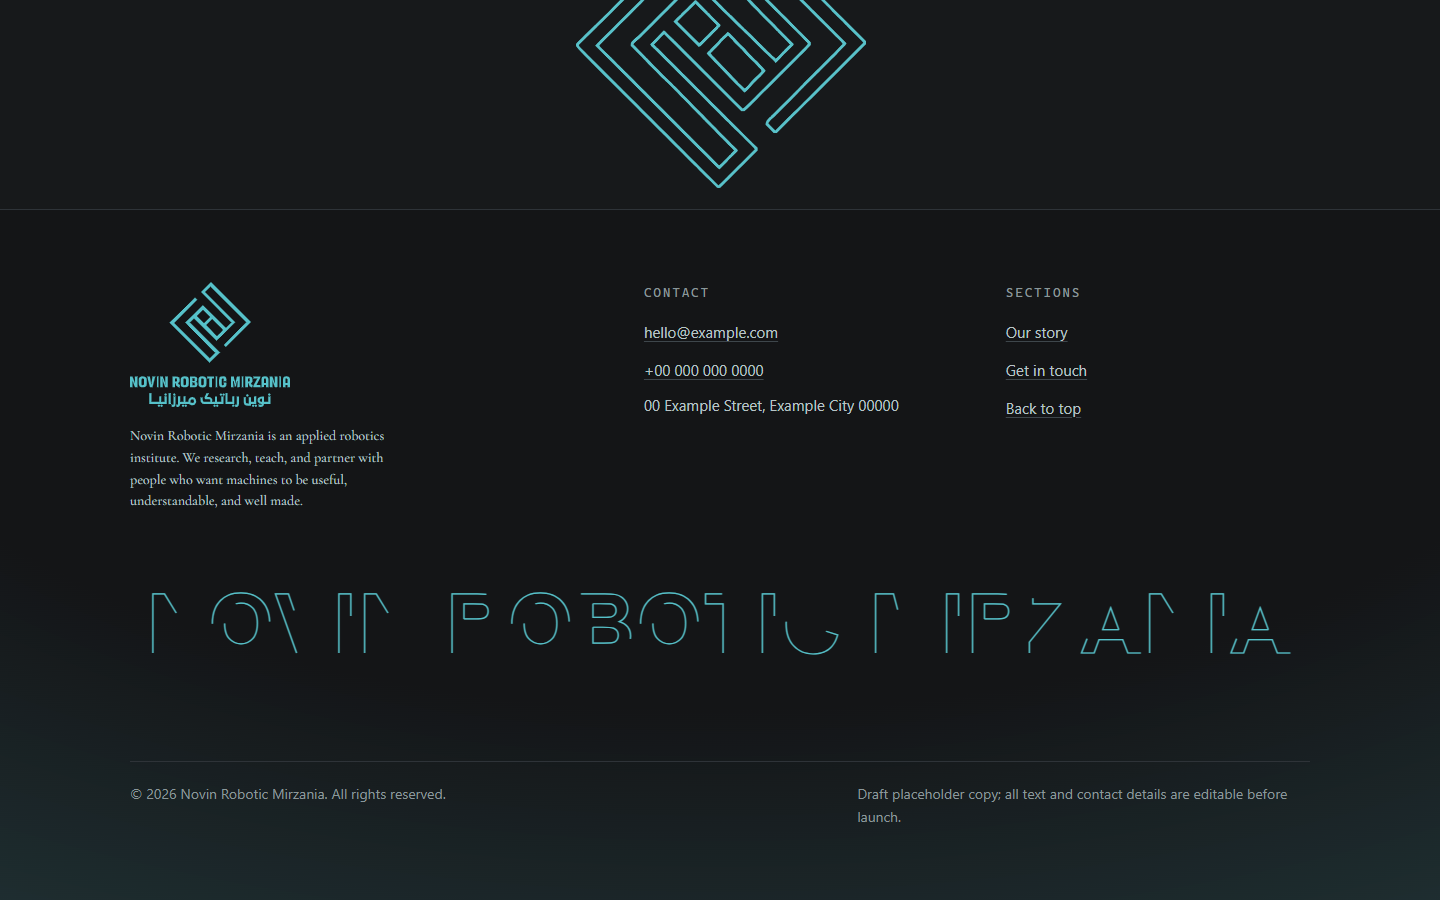 NOVIN ROBOTIC MIRZANIA
نوین رباتیک میرزانیا
Novin Robotic Mirzania is an applied robotics
institute. We research, teach, and partner with
people who want machines to be useful,
understandable, and well made.
CONTACT
hello@example.com
+00 000 000 0000
00 Example Street, Example City 00000
SECTIONS
Our story
Get in touch
Back to top
NOVIN ROBOTIC MIRZANIA
© 2026 Novin Robotic Mirzania. All rights reserved.
Draft placeholder copy; all text and contact details are editable before
launch.